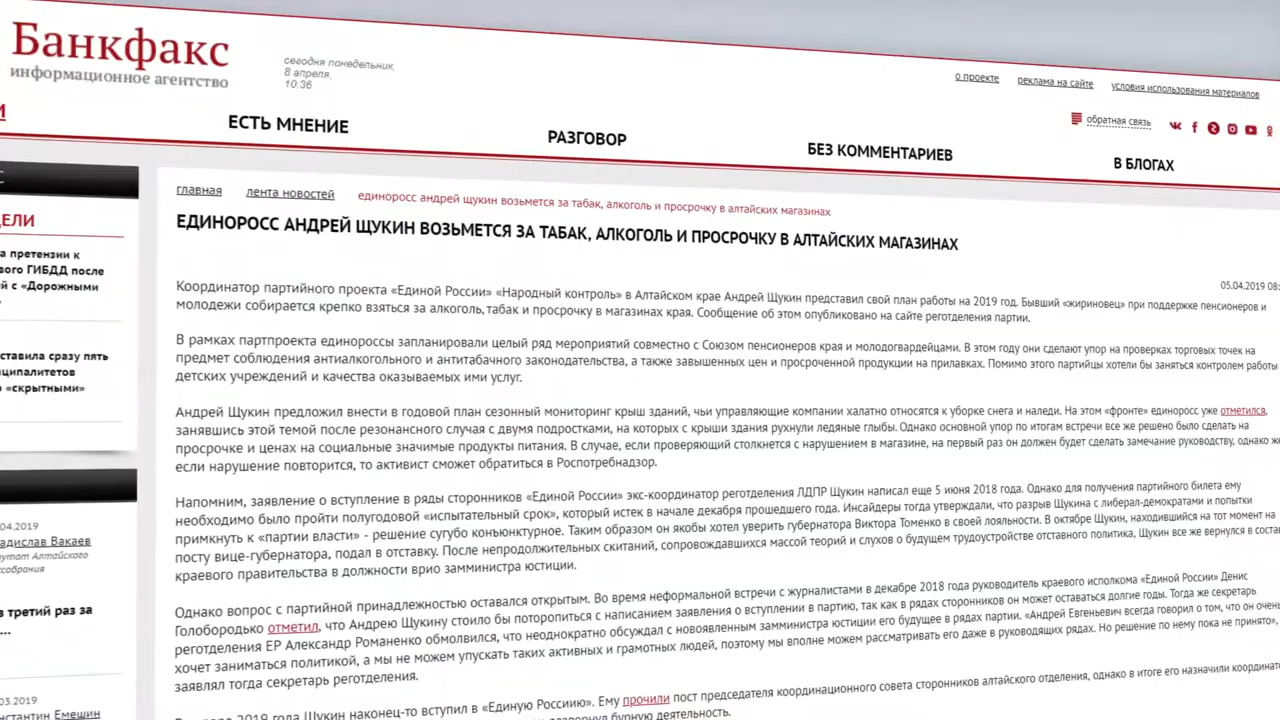 Банкфакс
информационное агентство
сегодня понедельник,
8 апреля,
10:36
о проекте
реклама на сайте
условия использования материалов
обратная связь
И
ЕСТЬ МНЕНИЕ
РАЗГОВОР
БЕЗ КОММЕНТАРИЕВ
В БЛОГАХ
главная
лента новостей
единоросс андрей щукин возьмется за табак, алкоголь и просрочку в алтайских магазинах
ЕДИНОРОСС АНДРЕЙ ЩУКИН ВОЗЬМЕТСЯ ЗА ТАБАК, АЛКОГОЛЬ И ПРОСРОЧКУ В АЛТАЙСКИХ МАГАЗИНАХ
05.04.2019 08:
Координатор партийного проекта «Единой России» «Народный контроль» в Алтайском крае Андрей Щукин представил свой план работы на 2019 год. Бывший «жириновец» при поддержке пенсионеров и
молодежи собирается крепко взяться за алкоголь, табак и просрочку в магазинах края. Сообщение об этом опубликовано на сайте реготделения партии.
В рамках партпроекта единороссы запланировали целый ряд мероприятий совместно с Союзом пенсионеров края и молодогвардейцами. В этом году они сделают упор на проверках торговых точек на
предмет соблюдения антиалкогольного и антитабачного законодательства, а также завышенных цен и просроченной продукции на прилавках. Помимо этого партийцы хотели бы заняться контролем работы
детских учреждений и качества оказываемых ими услуг.
Андрей Щукин предложил внести в годовой план сезонный мониторинг крыш зданий, чьи управляющие компании халатно относятся к уборке снега и наледи. На этом «фронте» единоросс уже отметился,
занявшись этой темой после резонансного случая с двумя подростками, на которых с крыши здания рухнули ледяные глыбы. Однако основной упор по итогам встречи все же решено было сделать на
просрочке и ценах на социальные значимые продукты питания. В случае, если проверяющий столкнется с нарушением в магазине, на первый раз он должен будет сделать замечание руководству, однако же
если нарушение повторится, то активист сможет обратиться в Роспотребнадзор.
Напомним, заявление о вступление в ряды сторонников «Единой России» экс-координатор реготделения ЛДПР Щукин написал еще 5 июня 2018 года. Однако для получения партийного билета ему
необходимо было пройти полугодовой «испытательный срок», который истек в начале декабря прошедшего года. Инсайдеры тогда утверждали, что разрыв Щукина с либерал-демократами и попытки
примкнуть к «партии власти» - решение сугубо конъюнктурное. Таким образом он якобы хотел уверить губернатора Виктора Томенко в своей лояльности. В октябре Щукин, находившийся на тот момент на
посту вице-губернатора, подал в отставку. После непродолжительных скитаний, сопровождавшихся массой теорий и слухов о будущем трудоустройстве отставного политика, Щукин все же вернулся в соста
краевого правительства в должности врио замминистра юстиции.
Однако вопрос с партийной принадлежностью оставался открытым. Во время неформальной встречи с журналистами в декабре 2018 года руководитель краевого исполкома «Единой России» Денис
Голобородько отметил, что Андрею Щукину стоило бы поторопиться с написанием заявления о вступлении в партию, так как в рядах сторонников он может оставаться долгие годы. Тогда же секретарь
реготделения ЕР Александр Романенко обмолвился, что неоднократно обсуждал с новоявленным замминистра юстиции его будущее в рядах партии. «Андрей Евгеньевич всегда говорил о том, что он очень
хочет заниматься политикой, а мы не можем упускать таких активных и грамотных людей, поэтому мы вполне можем рассматривать его даже в руководящих рядах. Но решение по нему пока не принято»,
заявлял тогда секретарь реготделения.
2019 года Щукин наконец-то вступил в «Единую Россиию». Ему прочили пост председателя координационного совета сторонников алтайского отделения, однако в итоге его назначили координато
развернул бурную деятельность.
С
ЕЛИ
а претензии к
вого ГИБДД после
й с «Дорожными
ставила сразу пять
ципалитетов
о «скрытными»
04.2019
адислав Вакаев
путат Алтайского
ксобрания
в третий раз за
...
03.2019
нстантин Емешин